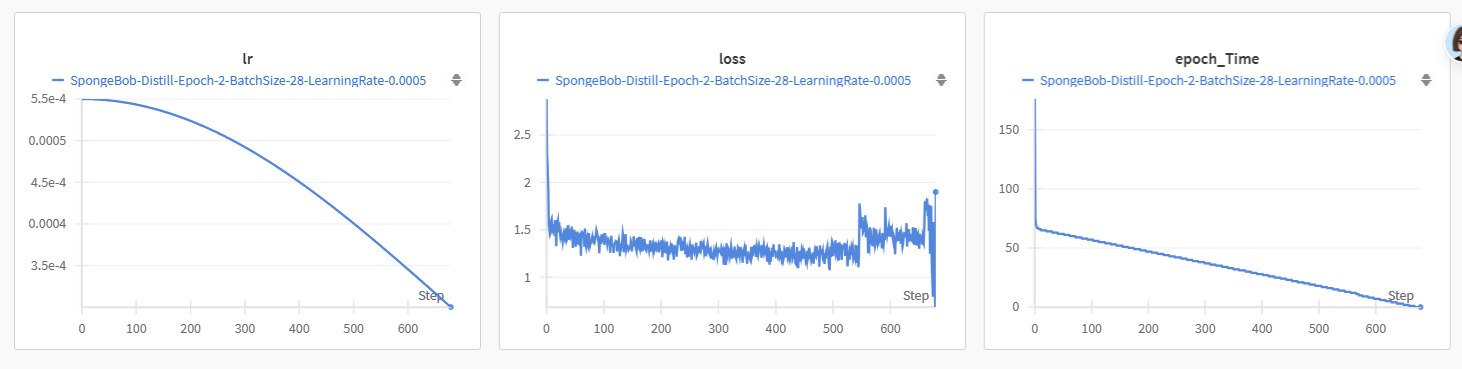 lr
SpongeBob-Distill-Epoch-2-BatchSize-28-LearningRate-0.0005
5.5e-4
0.0005
4.5e-4
0.0004
3.5e-4
Step
0 100 200 300 400 500 600
loss
SpongeBob-Distill-Epoch-2-BatchSize-28-LearningRate-0.0005
2.5
2
1.5
1
Step
0 100 200 300 400 500 600
epoch_Time
SpongeBob-Distill-Epoch-2-BatchSize-28-LearningRate-0.0005
150
100
50
0
Step
0 100 200 300 400 500 600